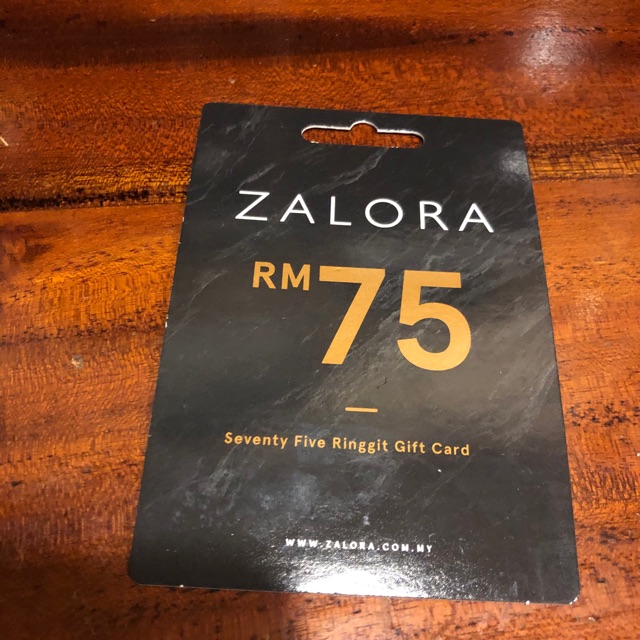 ZALORA
RM75
Seventy Five Ringgit Gift Card
WWW.ZALORA.COM.MY